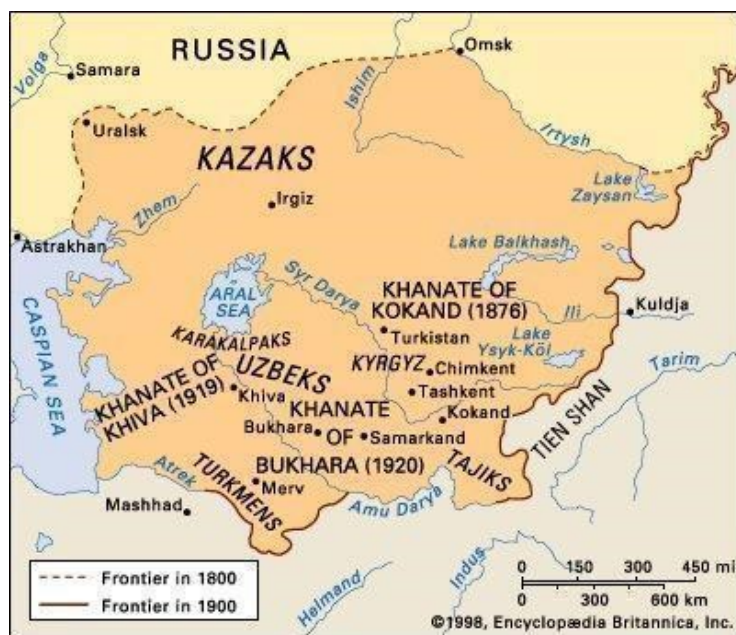 RUSSIA
Omsk
Volga
Samara
Ishim
Uralsk
Irtysh
KAZAKS
Lake
Zaysan
Irgiz
Zhem
Astrakhan
Lake Balkhash
ARAL
SEA
Syr Darya
KHANATE OF
KOKAND (1876)
Ili
Kuldja
CASPIAN SEA
KARAKALPAKS
Turkistan
Lake
Ysyk-Köl
KYRGYZ
Chimkent
Tarim
UZBEKS
KHANATE OF
KHIVA (1919)
Khiva
Tashkent
TIEN SHAN
KHANATE
OF
BUKHARA (1920)
Kokand
Bukhara
Samarkand
TAJIKS
Atrek
TURKMENS
Merv
Mashhad
Amu Darya
Indus
Helmand
Frontier in 1800
Frontier in 1900
0 150 300 450 mi
0 300 600 km
©1998, Encyclopædia Britannica, Inc.